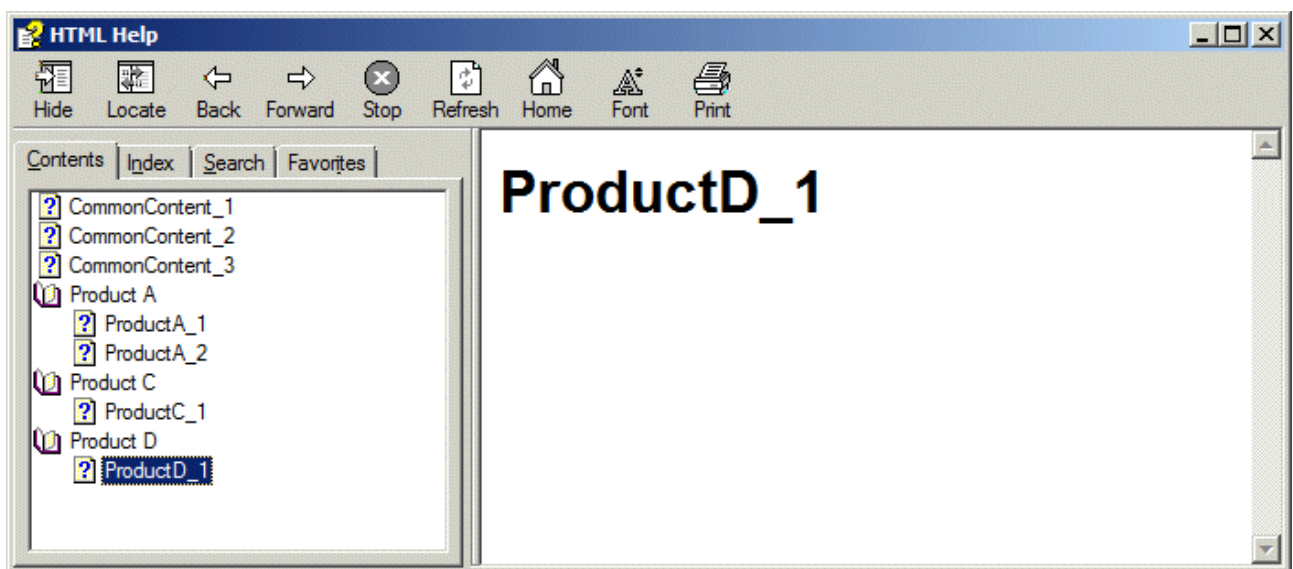 HTML Help
Hide Locate Back Forward Stop Refresh Home Font Print
Contents Index Search Favorites
CommonContent_1
CommonContent_2
CommonContent_3
Product A
ProductA_1
ProductA_2
Product C
ProductC_1
Product D
ProductD_1
ProductD_1